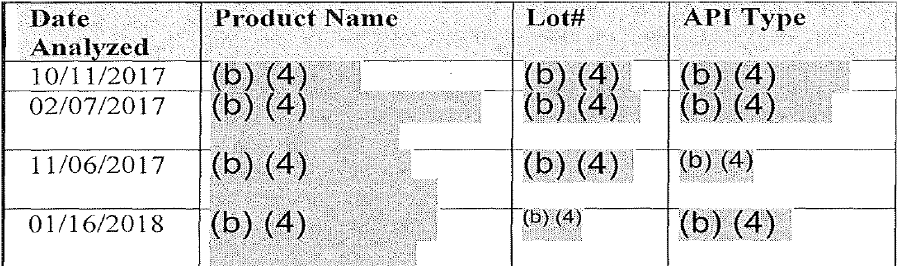 Date Analyzed Product Name Lot# API Type
10/11/2017 (b) (4) (b) (4) (b) (4)
02/07/2017 (b) (4) (b) (4) (b) (4)
11/06/2017 (b) (4) (b) (4) (b) (4)
01/16/2018 (b) (4) (b) (4) (b) (4)